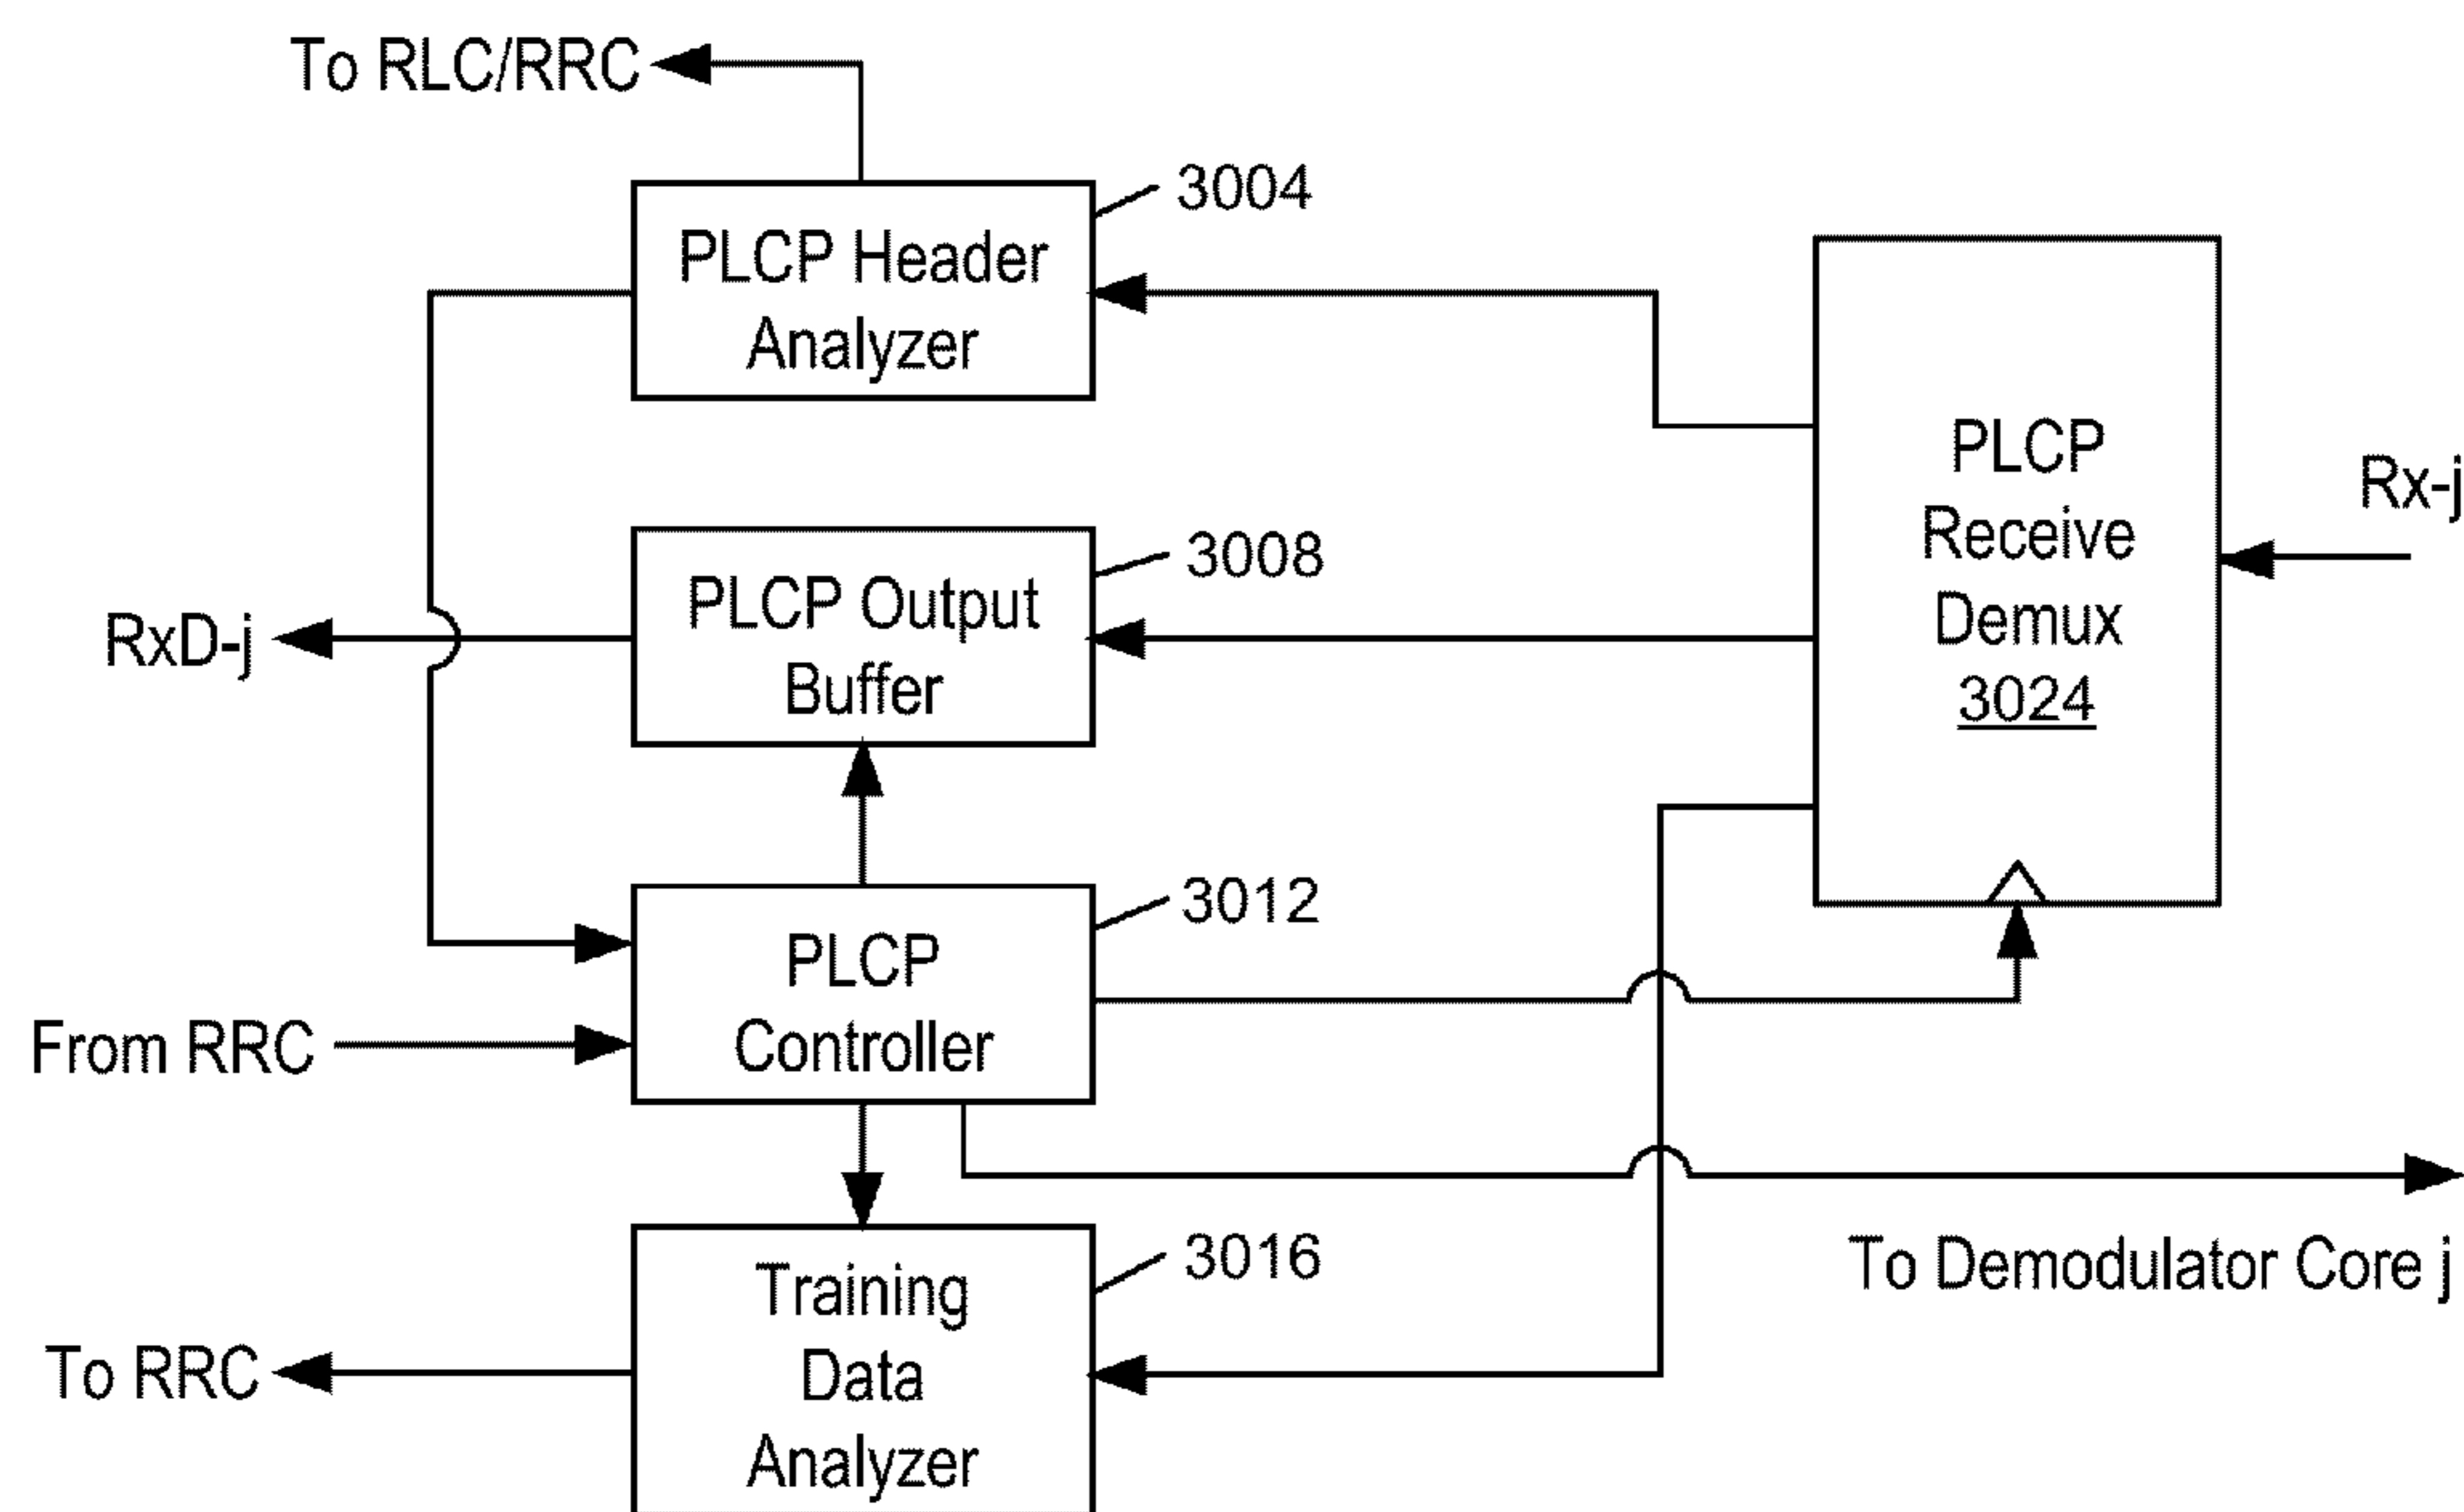 To RLC/RRC
3004
PLCP Header
Analyzer
PLCP
Receive
Demux
3024
Rx-j
3008
PLCP Output
Buffer
RxD-j
3012
PLCP
Controller
From RRC
3016
Training
Data
Analyzer
To Demodulator Core j
To RRC